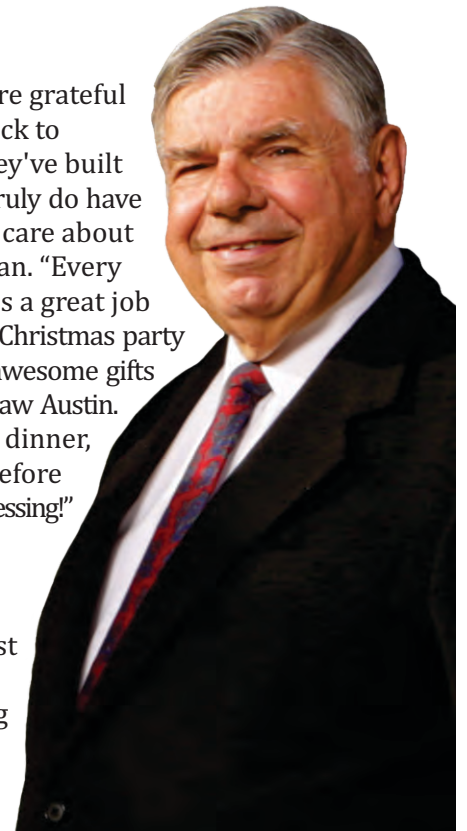 re grateful
ck to
ey've built
ruly do have
care about
an. “Every
s a great job
Christmas party
awesome gifts
aw Austin.
dinner,
efore
essing!”
st
g